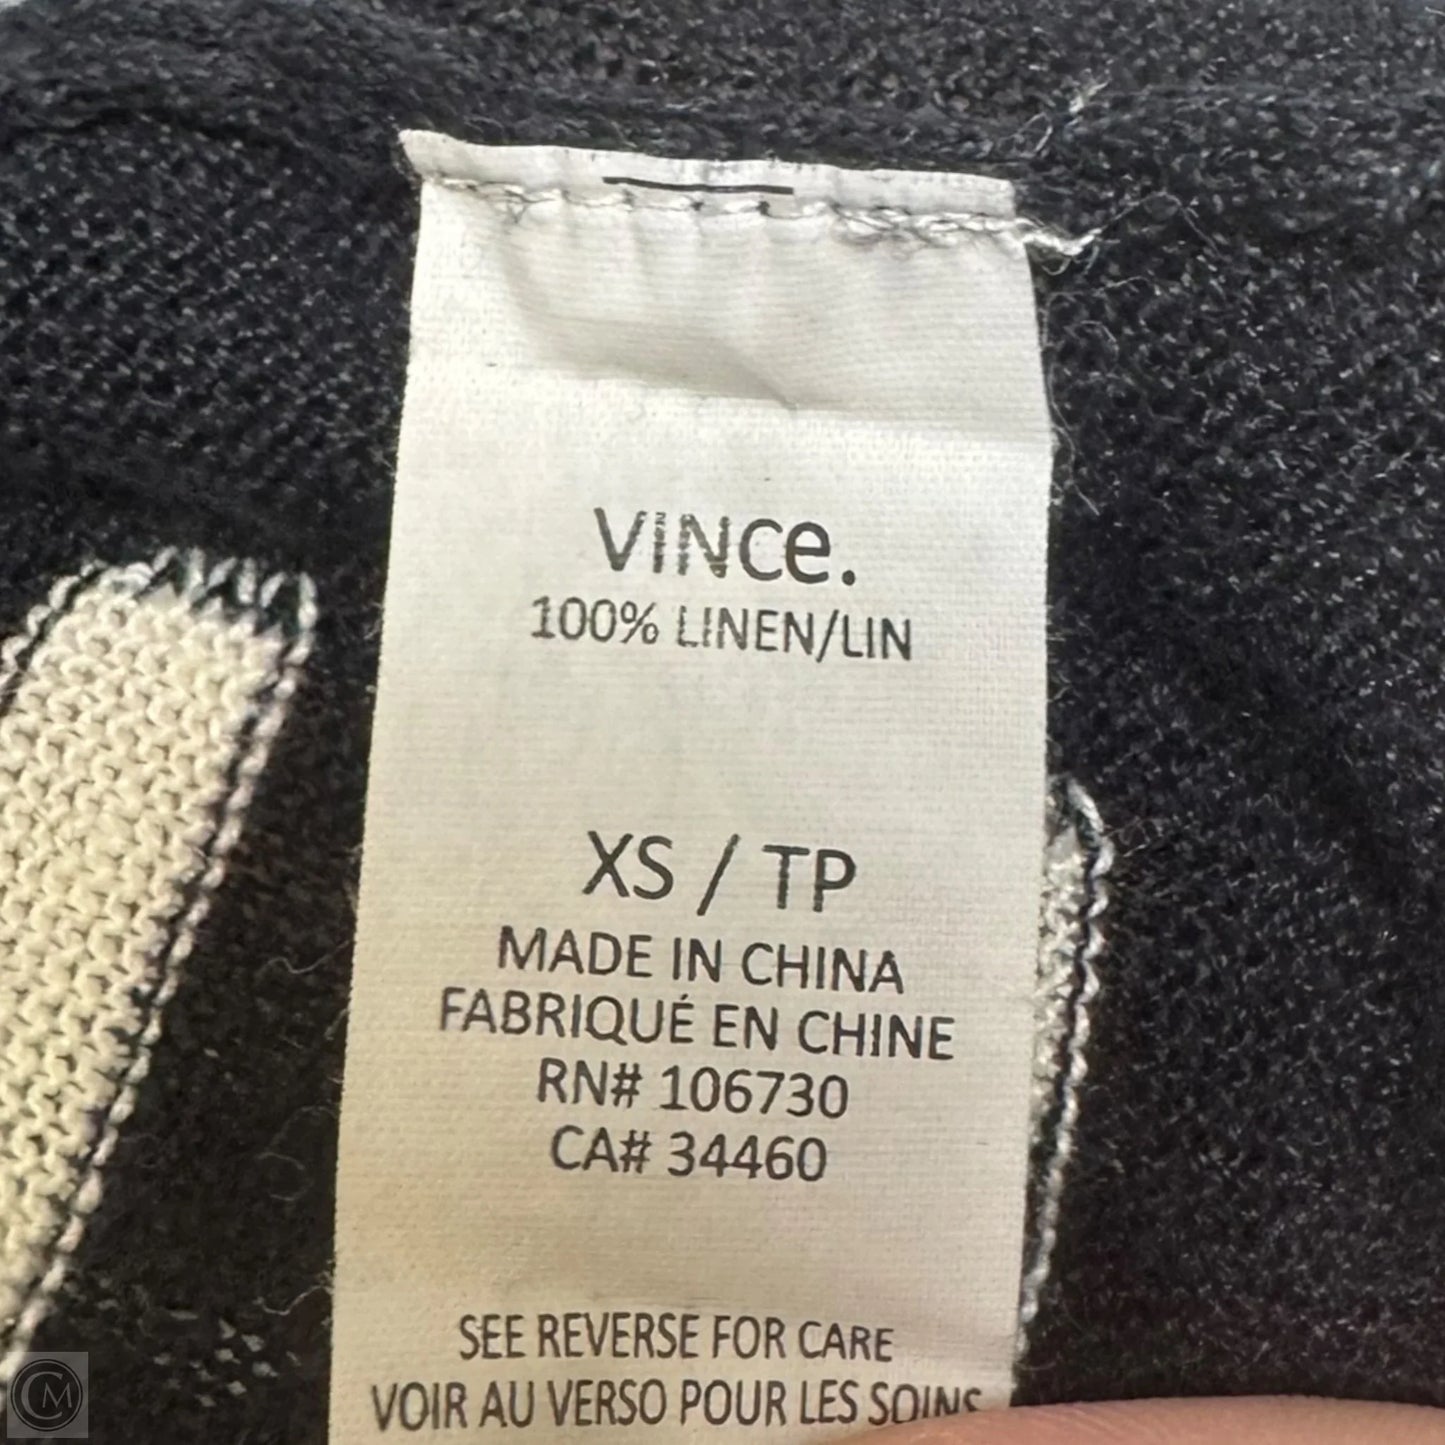 VINce.
100% LINEN/LIN
XS / TP
MADE IN CHINA
FABRIQUÉ EN CHINE
RN# 106730
CA# 34460
SEE REVERSE FOR CARE
VOIR AU VERSO POUR LES SOINS
CM